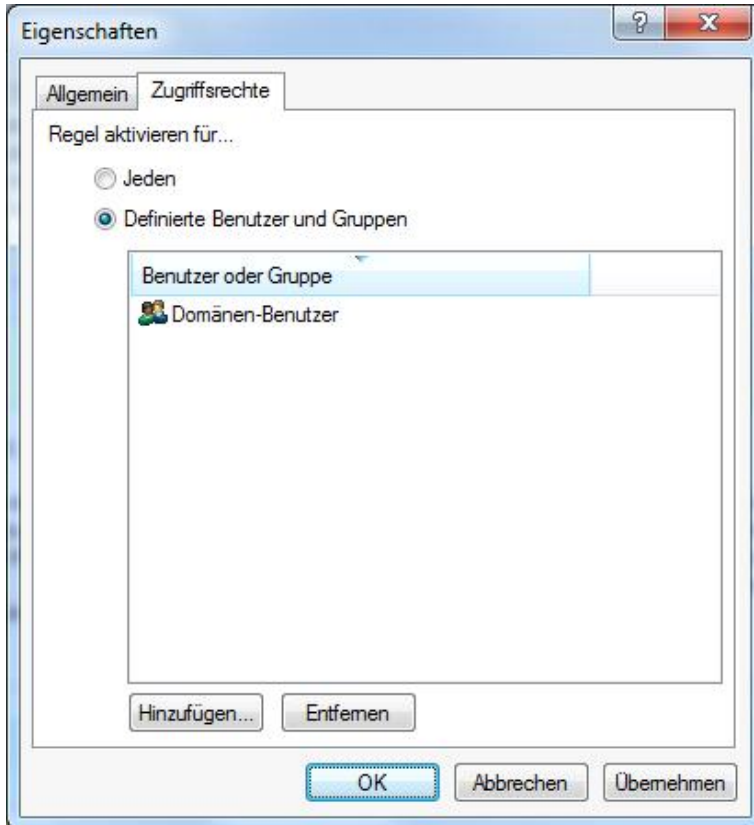 Eigenschaften
Allgemein Zugriffsrechte
Regel aktivieren für...
Jeden
Definierte Benutzer und Gruppen
Benutzer oder Gruppe
Domänen-Benutzer
Hinzufügen... Entfernen
OK Abbrechen Übernehmen